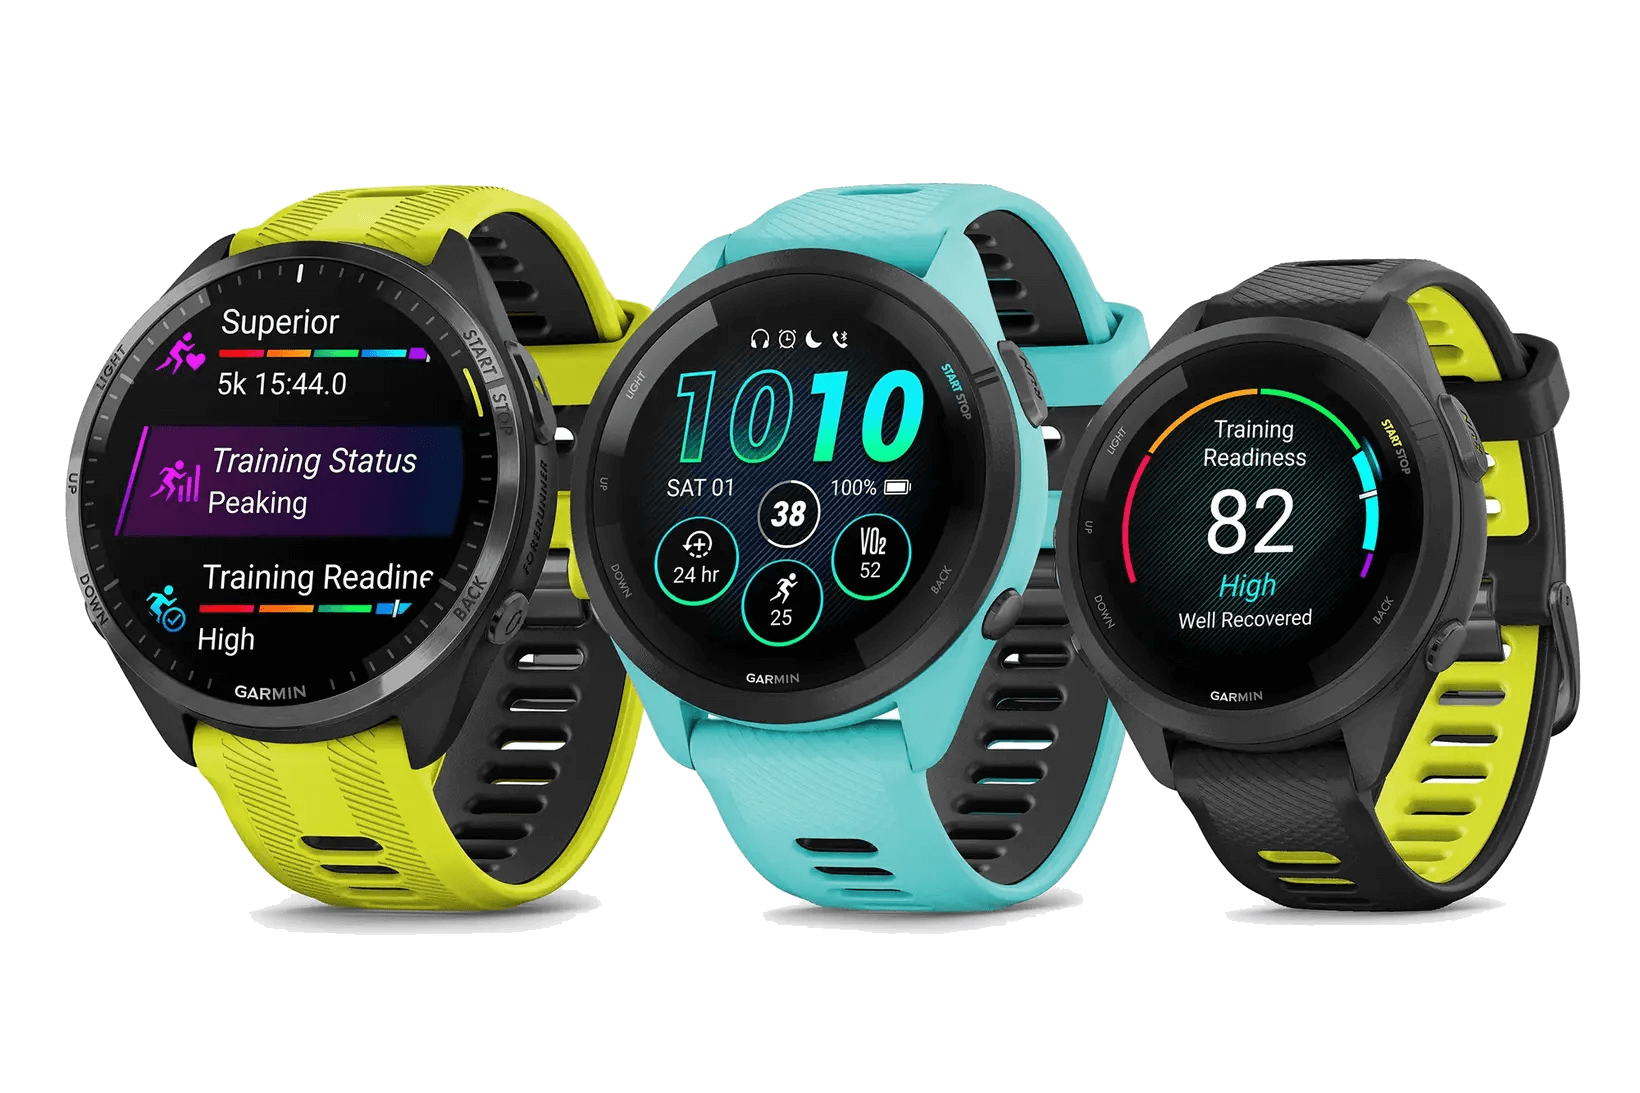 LIGHT
UP
DOWN
START
STOP
BACK
FORERUNNER
Superior
5k 15:44.0
Training Status
Peaking
Training Readine
High
GARMIN
LIGHT
UP
DOWN
START STOP
BACK
RUN
1010
SAT 01
38
100%
24 hr
25
VO2
52
GARMIN
LIGHT
UP
DOWN
START STOP
BACK
RUN
Training
Readiness
82
High
Well Recovered
GARMIN